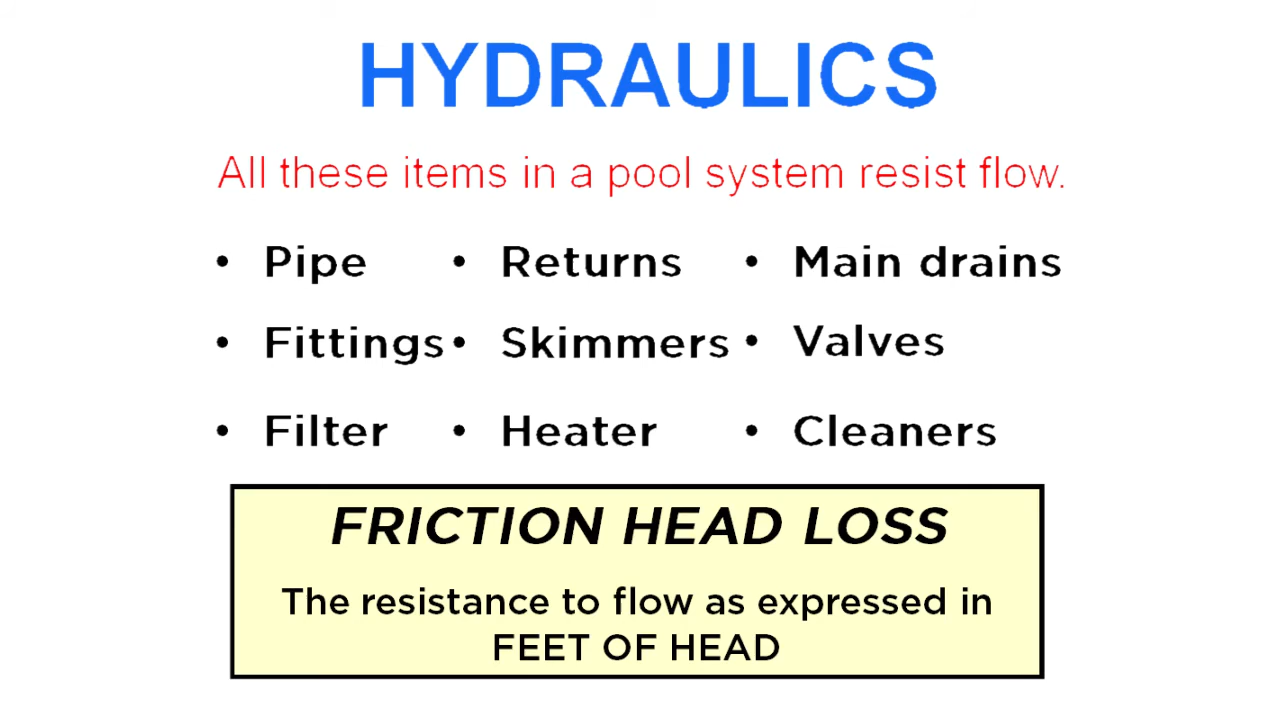 HYDRAULICS
All these items in a pool system resist flow.
• Pipe • Returns • Main drains
• Fittings • Skimmers • Valves
• Filter • Heater • Cleaners
FRICTION HEAD LOSS
The resistance to flow as expressed in
FEET OF HEAD